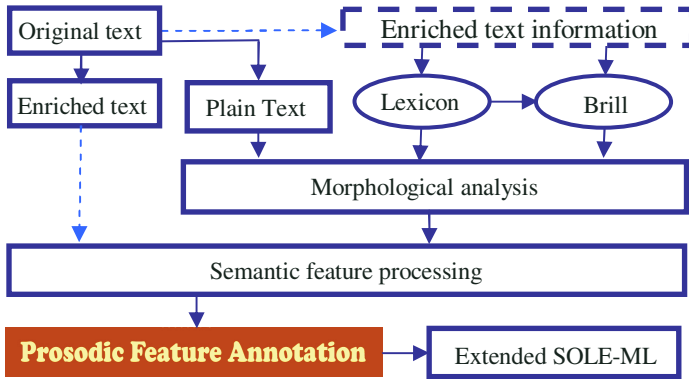 Original text
Enriched text information
Enriched text
Plain Text
Lexicon
Brill
Morphological analysis
Semantic feature processing
Prosodic Feature Annotation
Extended SOLE-ML